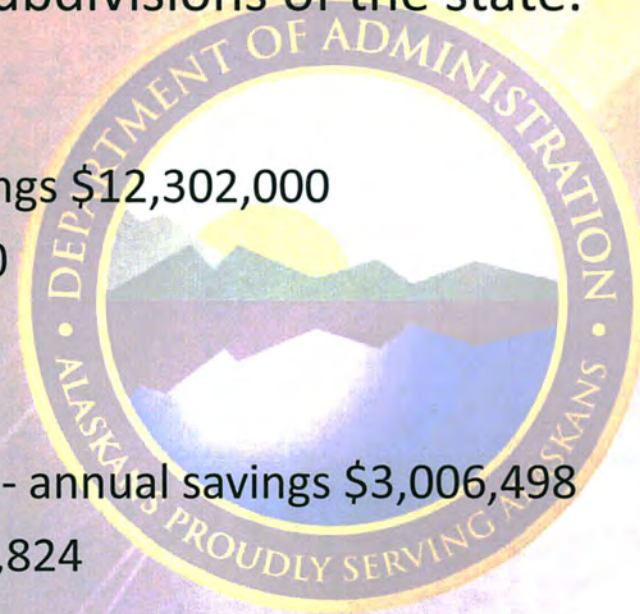 ubdivisions of the state.
DEPARTMENT OF ADMINISTRATION
ngs $12,302,000
0
- annual savings $3,006,498
,824
• ALASKANS PROUDLY SERVING ALASKANS •